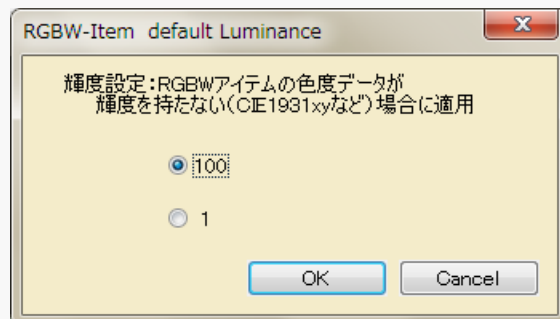 RGBW-Item default Luminance
輝度設定:RGBWアイテムの色度データが
輝度を持たない(CIE1931xyなど)場合に適用
100
1
OK Cancel